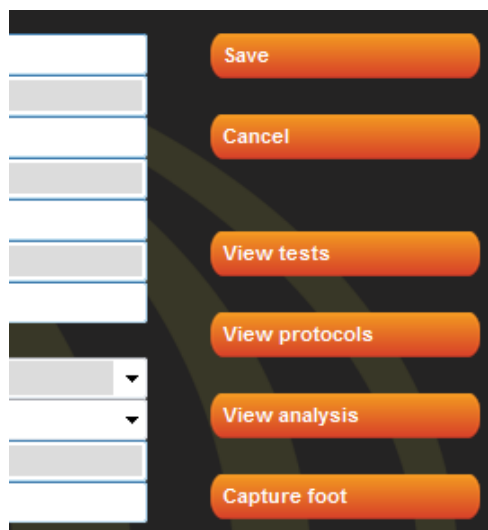 Save
Cancel
View tests
View protocols
View analysis
Capture foot